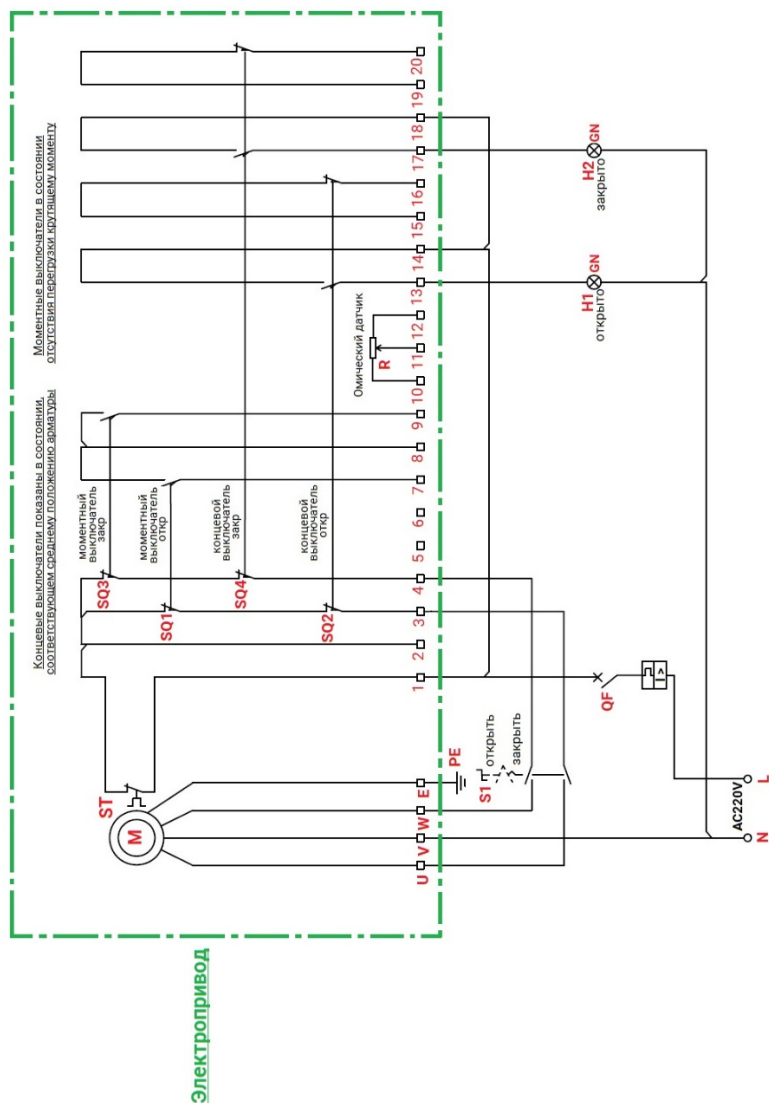 Электропривод
Концевые выключатели показаны в состоянии,
соответствующем среднему положению арматуры
Моментные выключатели в состоянии
отсутствия перегрузки крутящему моменту
ST
M
SQ3
моментный
выключатель
закр
SQ1
моментный
выключатель
откр
SQ4
концевой
выключатель
закр
SQ2
концевой
выключатель
откр
Омический датчик
R
U
V
W
E
1
2
3
4
5
6
7
8
9
10
11
12
13
14
15
16
17
18
19
20
PE
S1
открыть
закрыть
QF
I >
H1
GN
открыто
H2
GN
закрыто
N
AC220V
L